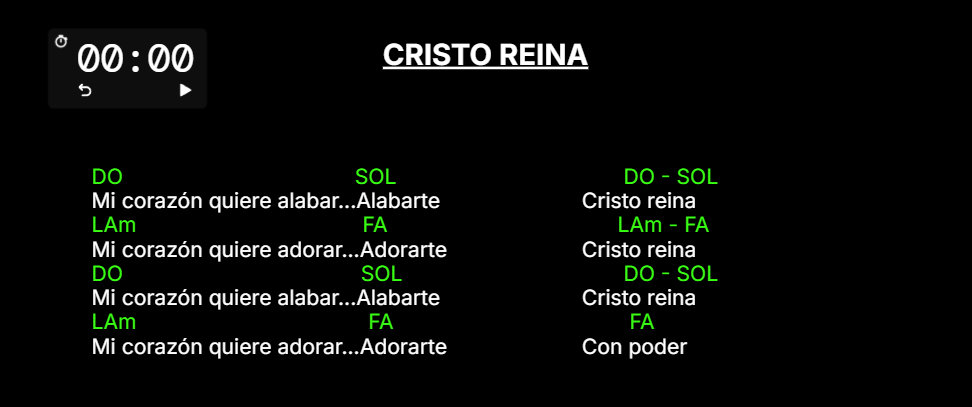 00:00
CRISTO REINA
DO SOL DO - SOL
Mi corazón quiere alabar...Alabarte Cristo reina
LAm FA LAm - FA
Mi corazón quiere adorar...Adorarte Cristo reina
DO SOL DO - SOL
Mi corazón quiere alabar...Alabarte Cristo reina
LAm FA FA
Mi corazón quiere adorar...Adorarte Con poder